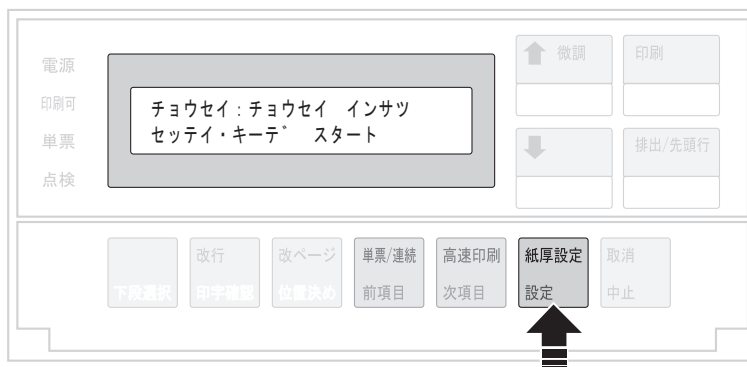 電源
印刷可
単票
点検
チョウセイ：チョウセイ　インサツ
セッテイ・キーデ　スタート
微調
印刷
排出/先頭行
下段選択
改行
印字確認
改ページ
位置決め
単票/連続
前項目
高速印刷
次項目
紙厚設定
設定
取消
中止